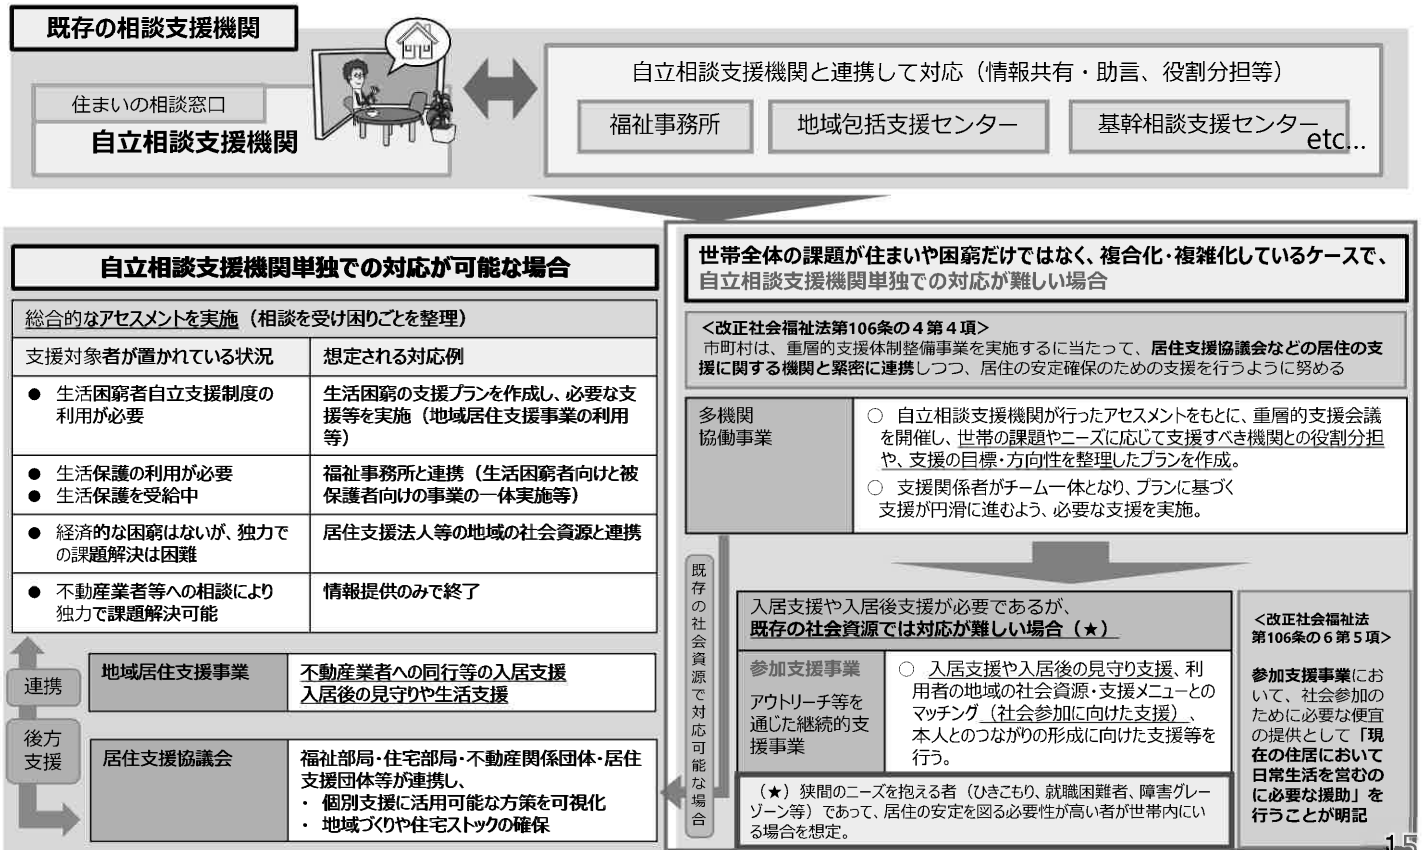 既存の相談支援機関
住まいの相談窓口
自立相談支援機関
自立相談支援機関と連携して対応（情報共有・助言、役割分担等）
福祉事務所
地域包括支援センター
基幹相談支援センター
etc...
自立相談支援機関単独での対応が可能な場合
総合的なアセスメントを実施（相談を受け困りごとを整理）
支援対象者が置かれている状況
想定される対応例
● 生活困窮者自立支援制度の
利用が必要
生活困窮の支援プランを作成し、必要な支
援等を実施（地域居住支援事業の利用
等）
● 生活保護の利用が必要
● 生活保護を受給中
福祉事務所と連携（生活困窮者向けと被
保護者向けの事業の一体実施等）
● 経済的な困窮はないが、独力で
の課題解決は困難
居住支援法人等の地域の社会資源と連携
● 不動産業者等への相談により
独力で課題解決可能
情報提供のみで終了
連携
後方
支援
地域居住支援事業
不動産業者への同行等の入居支援
入居後の見守りや生活支援
居住支援協議会
福祉部局・住宅部局・不動産関係団体・居住
支援団体等が連携し、
・ 個別支援に活用可能な方策を可視化
・ 地域づくりや住宅ストックの確保
世帯全体の課題が住まいや困窮だけではなく、複合化・複雑化しているケースで、
自立相談支援機関単独での対応が難しい場合
＜改正社会福祉法第106条の４第４項＞
市町村は、重層的支援体制整備事業を実施するに当たって、居住支援協議会などの居住の支
援に関する機関と緊密に連携しつつ、居住の安定確保のための支援を行うように努める
多機関
協働事業
○ 自立相談支援機関が行ったアセスメントをもとに、重層的支援会議
を開催し、世帯の課題やニーズに応じて支援すべき機関との役割分担
や、支援の目標・方向性を整理したプランを作成。
○ 支援関係者がチーム一体となり、プランに基づく
支援が円滑に進むよう、必要な支援を実施。
既存の社会資源で対応可能な場合
入居支援や入居後支援が必要であるが、
既存の社会資源では対応が難しい場合（★）
参加支援事業
アウトリーチ等を
通じた継続的支
援事業
○ 入居支援や入居後の見守り支援、利
用者の地域の社会資源・支援メニューとの
マッチング（社会参加に向けた支援）、
本人とのつながりの形成に向けた支援等を
行う。
（★）狭間のニーズを抱える者（ひきこもり、就職困難者、障害グレー
ゾーン等）であって、居住の安定を図る必要性が高い者が世帯内にい
る場合を想定。
＜改正社会福祉法
第106条の６第５項＞
参加支援事業にお
いて、社会参加の
ために必要な便宜
の提供として「現
在の住居において
日常生活を営むの
に必要な援助」を
行うことが明記
15